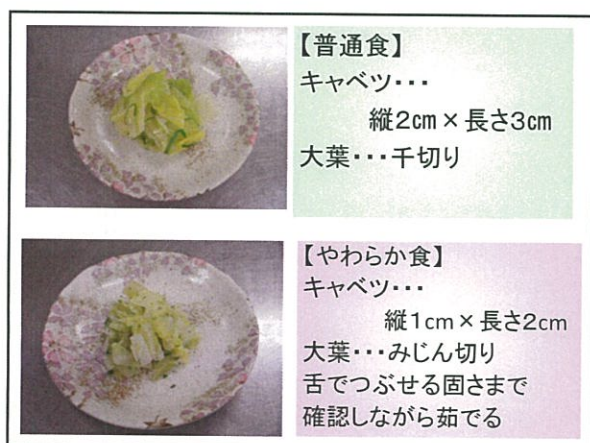 【普通食】
キャベツ・・・
縦2㎝×長さ3㎝
大葉・・・千切り
【やわらか食】
キャベツ・・・
縦1cm×長さ2cm
大葉・・・みじん切り
舌でつぶせる固さまで
確認しながら茹でる